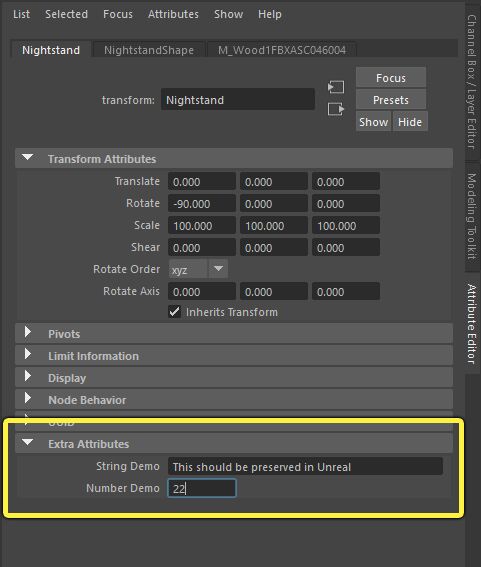 List Selected Focus Attributes Show Help
Nightstand NightstandShape M_Wood1FBXASC046004
transform: Nightstand
Focus
Presets
Show Hide
Transform Attributes
Translate 0.000 0.000 0.000
Rotate -90.000 0.000 0.000
Scale 100.000 100.000 100.000
Shear 0.000 0.000 0.000
Rotate Order xyz
Rotate Axis 0.000 0.000 0.000
Inherits Transform
Pivots
Limit Information
Display
Node Behavior
UUID
Extra Attributes
String Demo This should be preserved in Unreal
Number Demo 22
Channel Box / Layer Editor
Modeling Toolkit
Attribute Editor